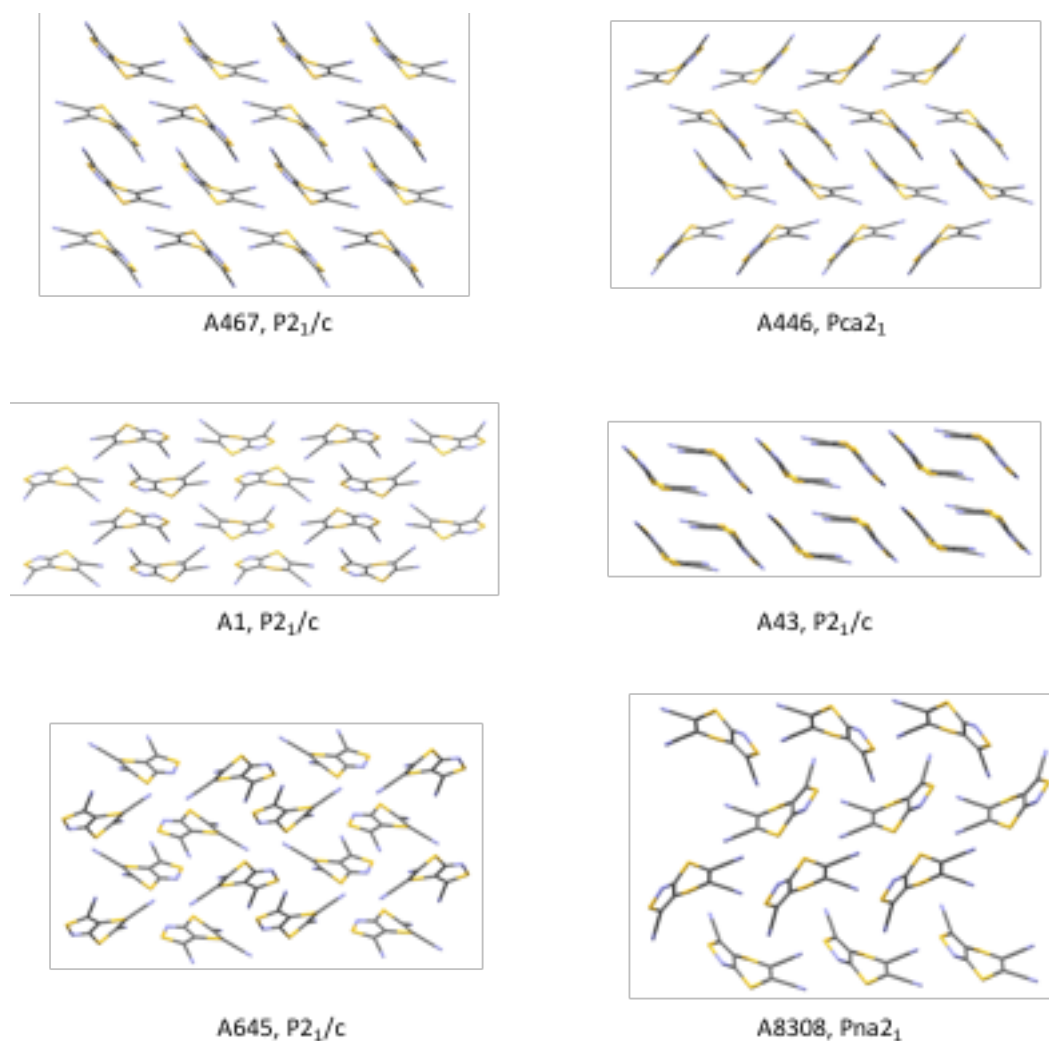 A467, P2₁/c
A446, Pca2₁
A1, P2₁/c
A43, P2₁/c
A645, P2₁/c
A8308, Pna2₁